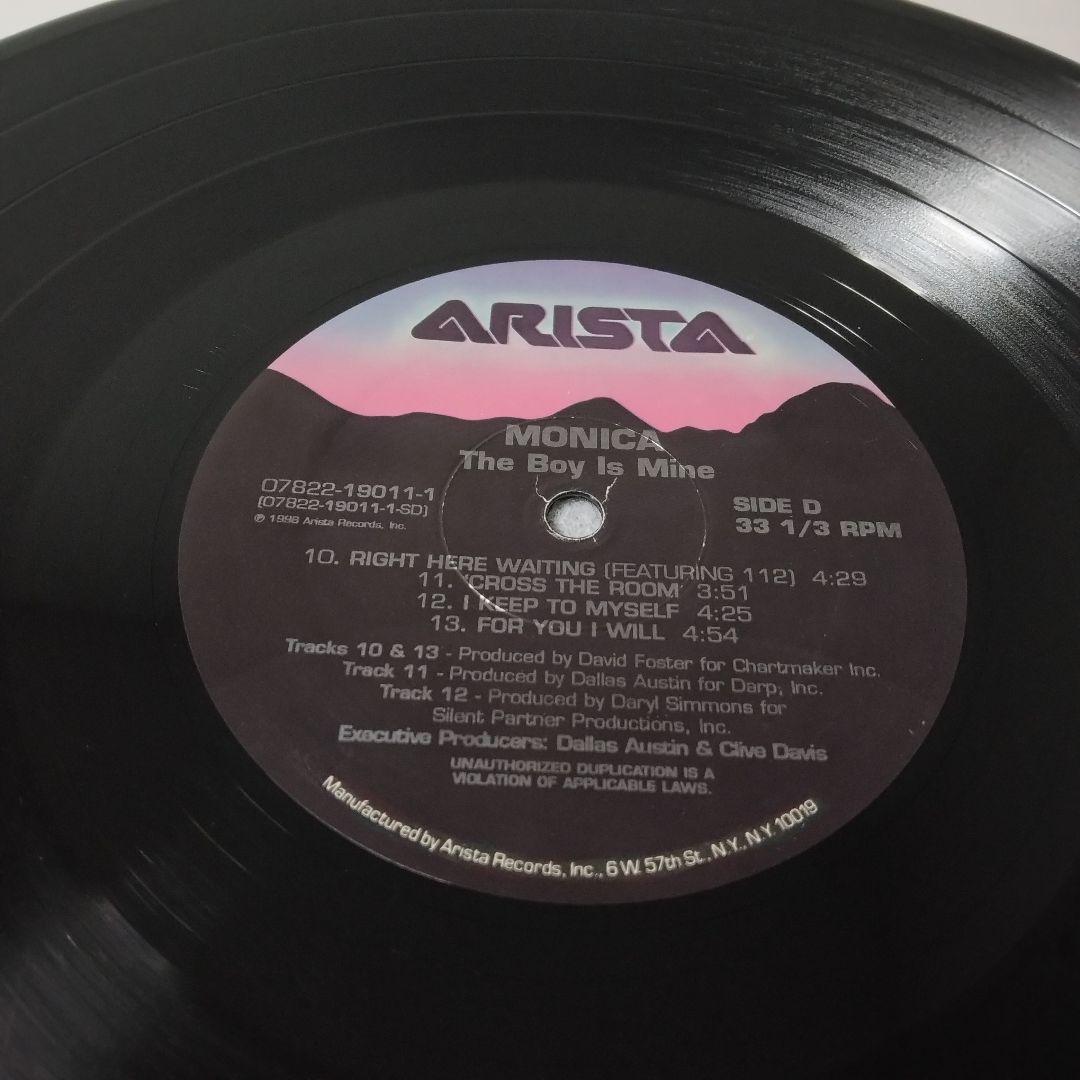 ARISTA
MONICA
The Boy Is Mine
07822-19011-1
(07822-19011-1-SD)
℗ 1998 Arista Records, Inc.
SIDE D
33 1/3 RPM
10. RIGHT HERE WAITING (FEATURING 112) 4:29
11. 'CROSS THE ROOM' 3:51
12. I KEEP TO MYSELF 4:25
13. FOR YOU I WILL 4:54
Tracks 10 & 13 - Produced by David Foster for Chartmaker Inc.
Track 11 - Produced by Dallas Austin for Darp, Inc.
Track 12 - Produced by Daryl Simmons for
Silent Partner Productions, Inc.
Executive Producers: Dallas Austin & Clive Davis
UNAUTHORIZED DUPLICATION IS A
VIOLATION OF APPLICABLE LAWS.
Manufactured by Arista Records, Inc., 6 W. 57th St., N.Y., N.Y. 10019